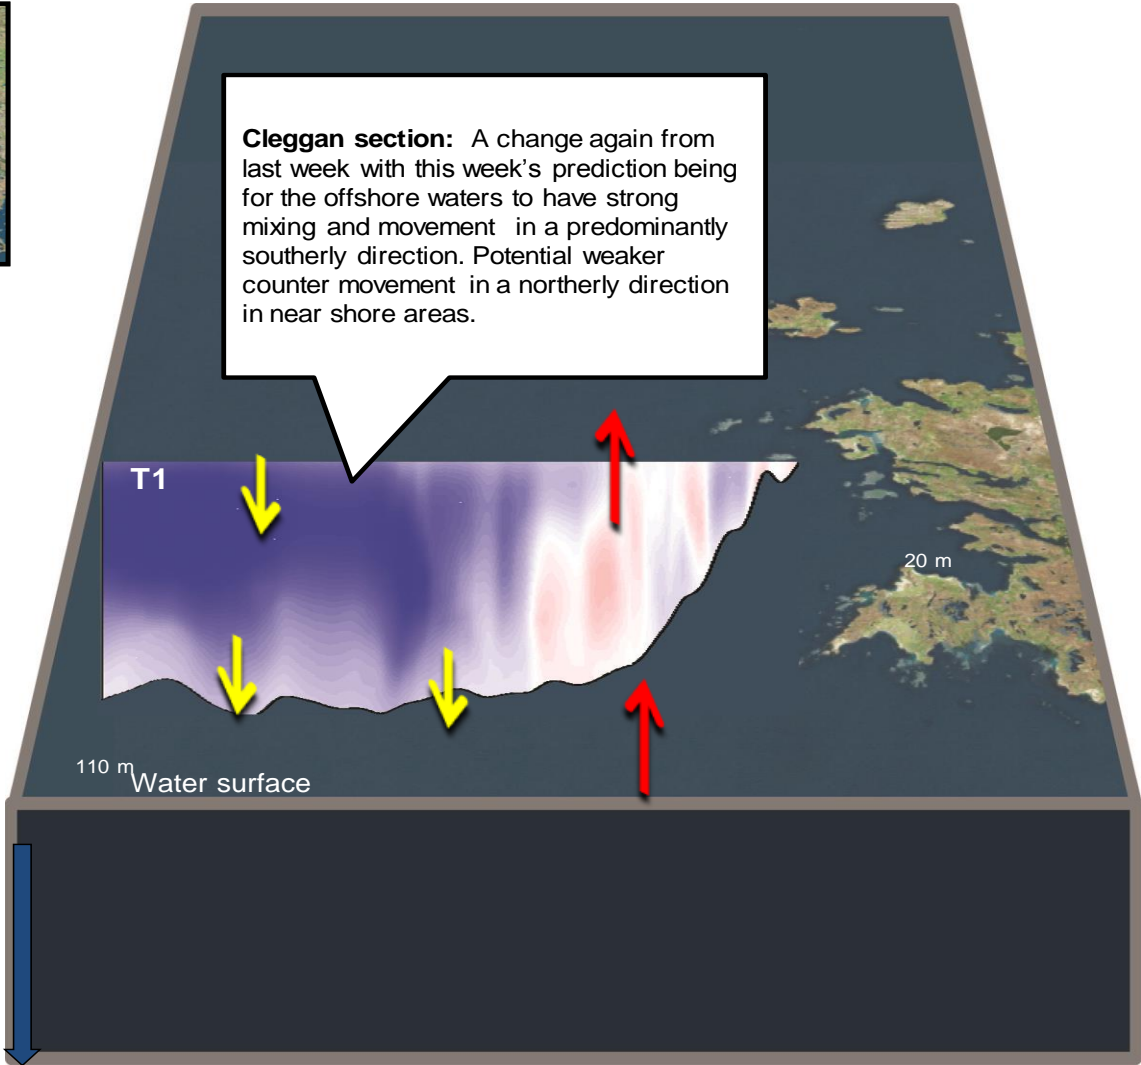 Cleggan section: A change again from
last week with this week's prediction being
for the offshore waters to have strong
mixing and movement in a predominantly
southerly direction. Potential weaker
counter movement in a northerly direction
in near shore areas.
T1
20 m
110 m
Water surface